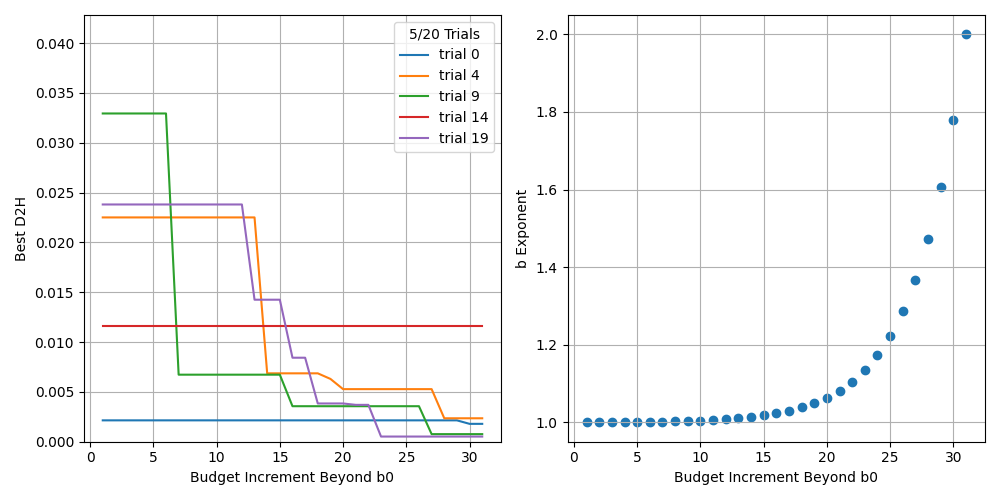 0.040
0.035
0.030
0.025
0.020
0.015
0.010
0.005
0.000
Best D2H
5/20 Trials
trial 0
trial 4
trial 9
trial 14
trial 19
0 5 10 15 20 25 30
Budget Increment Beyond b0
2.0
1.8
1.6
1.4
1.2
1.0
b Exponent
0 5 10 15 20 25 30
Budget Increment Beyond b0